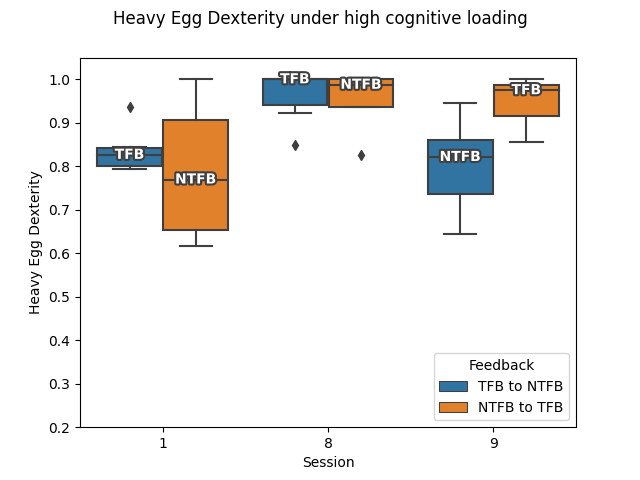 Heavy Egg Dexterity under high cognitive loading
Heavy Egg Dexterity
1.0
0.9
0.8
0.7
0.6
0.5
0.4
0.3
0.2
TFB
NTFB
TFB
NTFB
NTFB
TFB
Feedback
TFB to NTFB
NTFB to TFB
1
8
9
Session